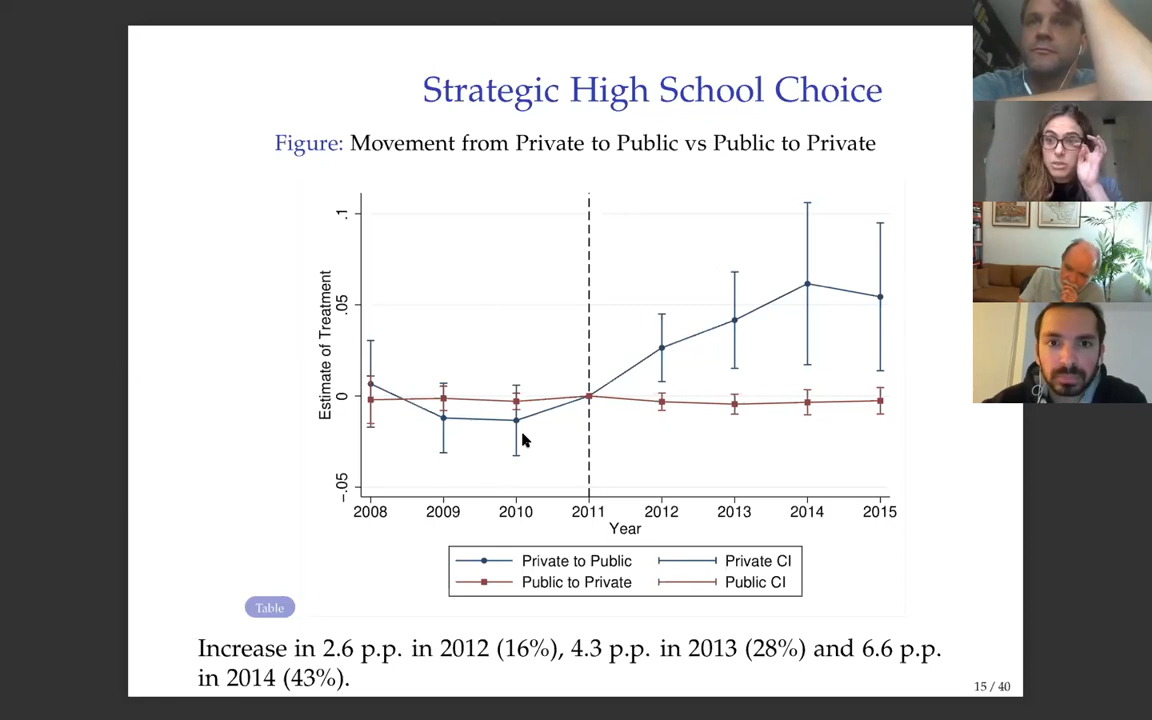 Strategic High School Choice
Figure: Movement from Private to Public vs Public to Private
Estimate of Treatment
.1
.05
0
-.05
2008 2009 2010 2011 2012 2013 2014 2015
Year
Private to Public Private CI
Public to Private Public CI
Table
Increase in 2.6 p.p. in 2012 (16%), 4.3 p.p. in 2013 (28%) and 6.6 p.p.
in 2014 (43%).
15 / 40